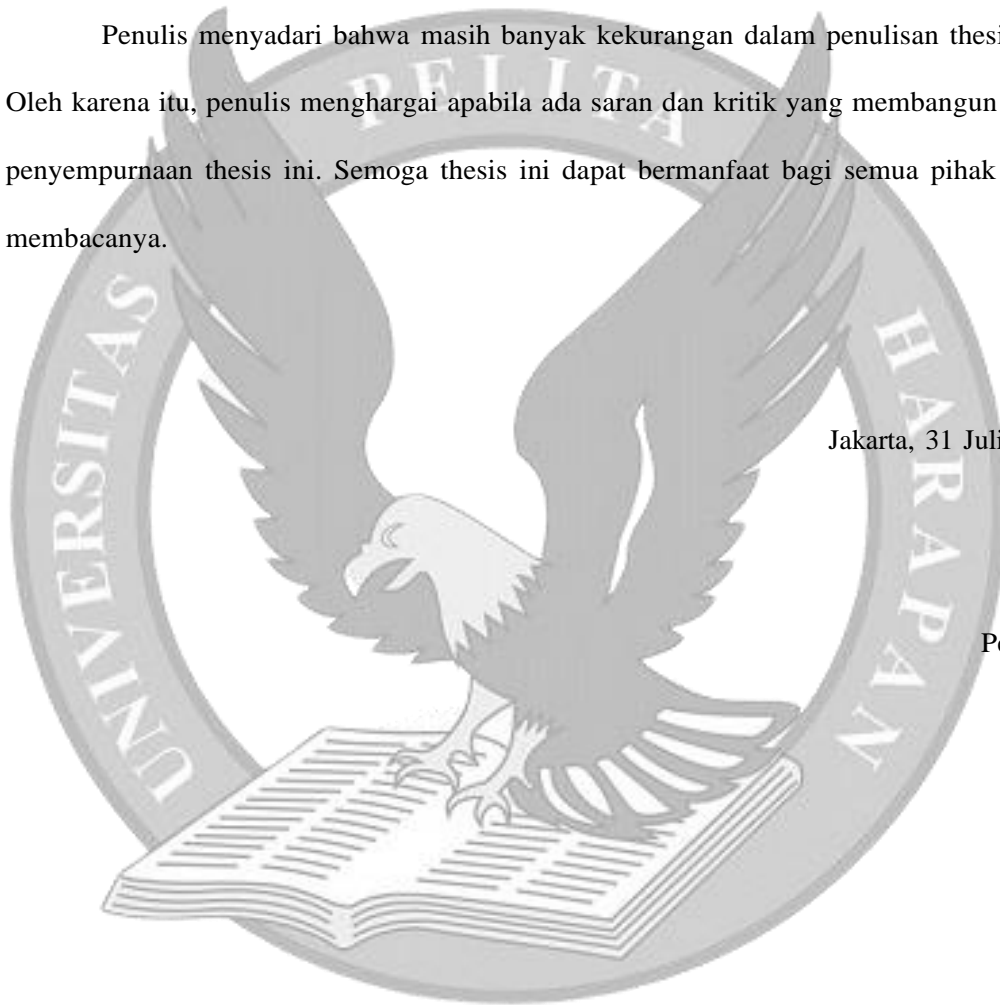 Penulis menyadari bahwa masih banyak kekurangan dalam penulisan thesi
Oleh karena itu, penulis menghargai apabila ada saran dan kritik yang membangun
penyempurnaan thesis ini. Semoga thesis ini dapat bermanfaat bagi semua pihak
membacanya.
Jakarta, 31 Juli
Pe
UNIVERSITAS PELITA HARAPAN